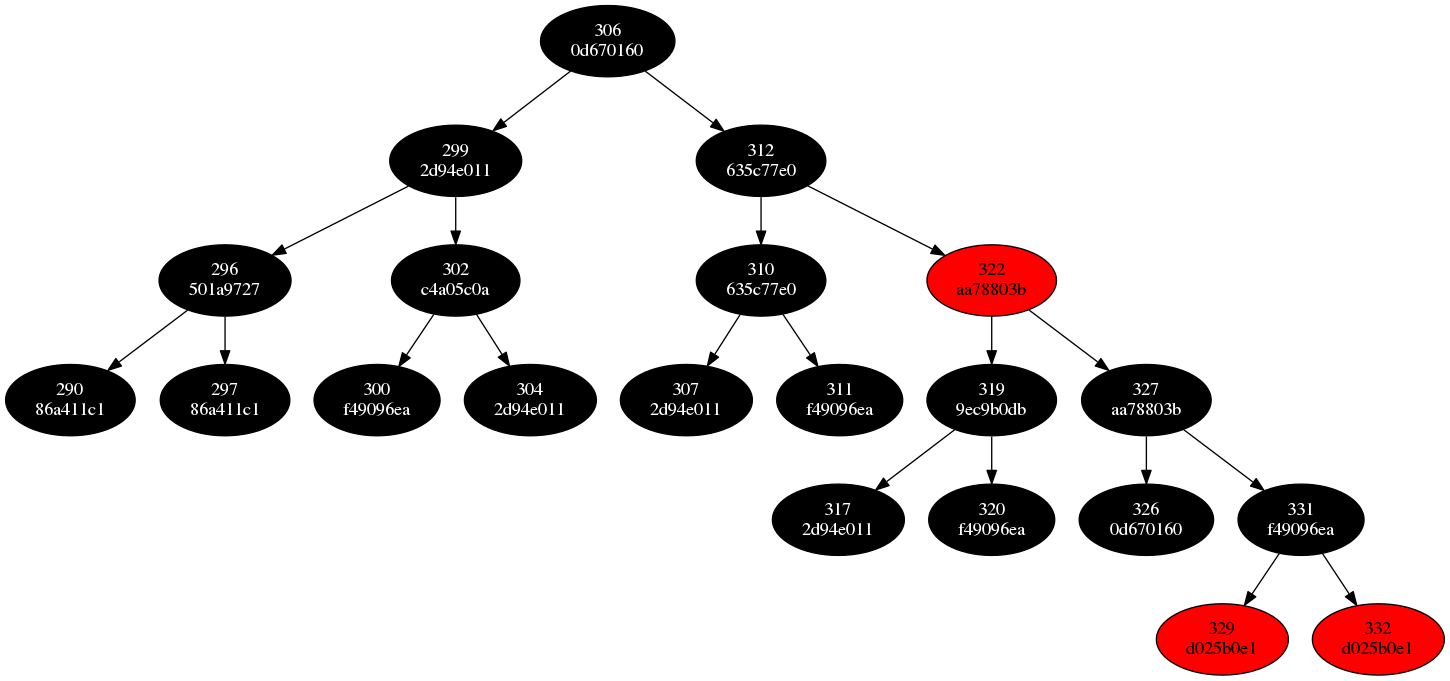 306
0d670160
299
2d94e011
312
635c77e0
296
501a9727
302
c4a05c0a
310
635c77e0
322
aa78803b
290
86a411c1
297
86a411c1
300
f49096ea
304
2d94e011
307
2d94e011
311
f49096ea
319
9ec9b0db
327
aa78803b
317
2d94e011
320
f49096ea
326
0d670160
331
f49096ea
329
d025b0e1
332
d025b0e1